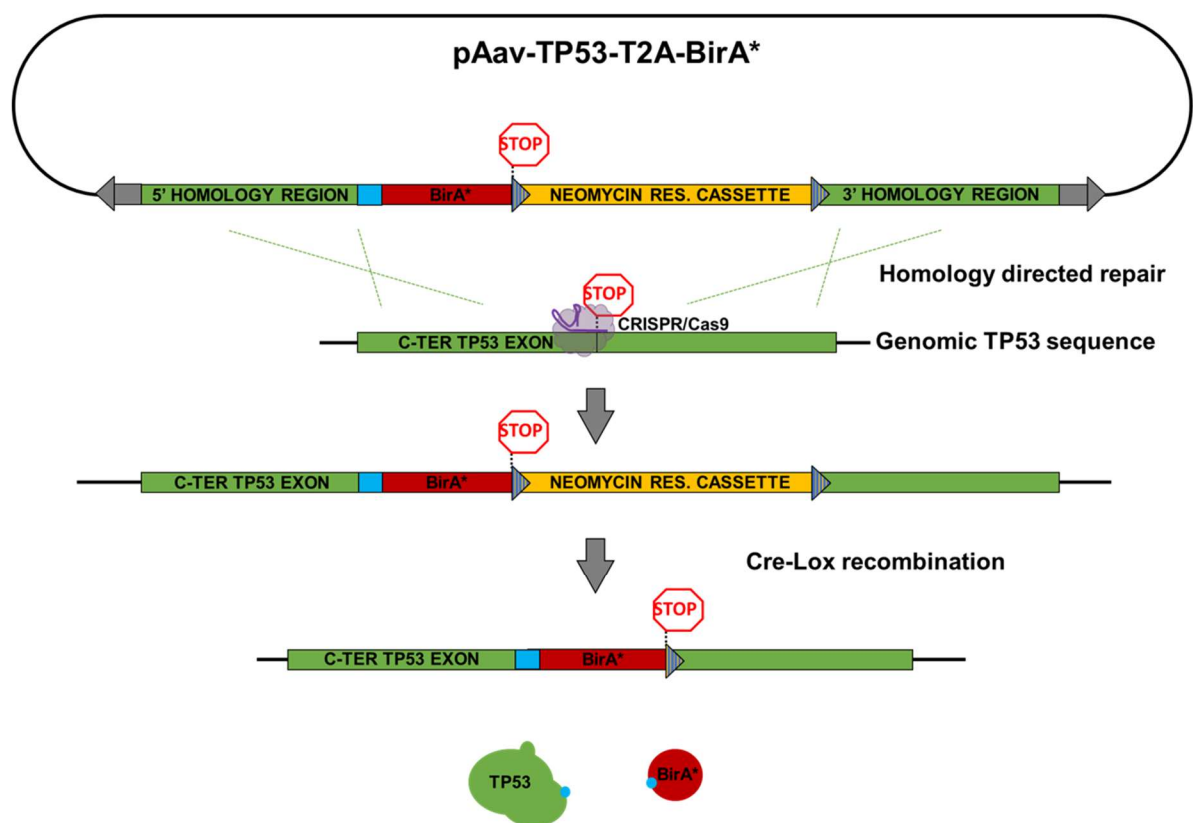 pAav-TP53-T2A-BirA*
STOP
5' HOMOLOGY REGION BirA* NEOMYCIN RES. CASSETTE 3' HOMOLOGY REGION
Homology directed repair
STOP
CRISPR/Cas9
C-TER TP53 EXON Genomic TP53 sequence
STOP
C-TER TP53 EXON BirA* NEOMYCIN RES. CASSETTE
Cre-Lox recombination
STOP
C-TER TP53 EXON BirA*
TP53 BirA*